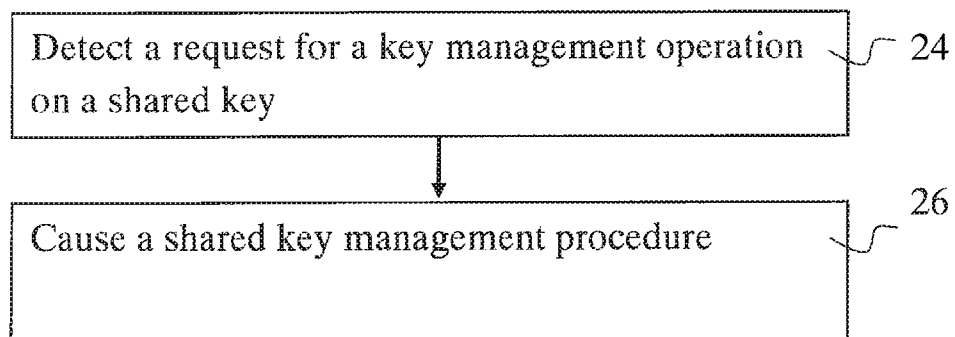 Detect a request for a key management operation
on a shared key
24
Cause a shared key management procedure
26